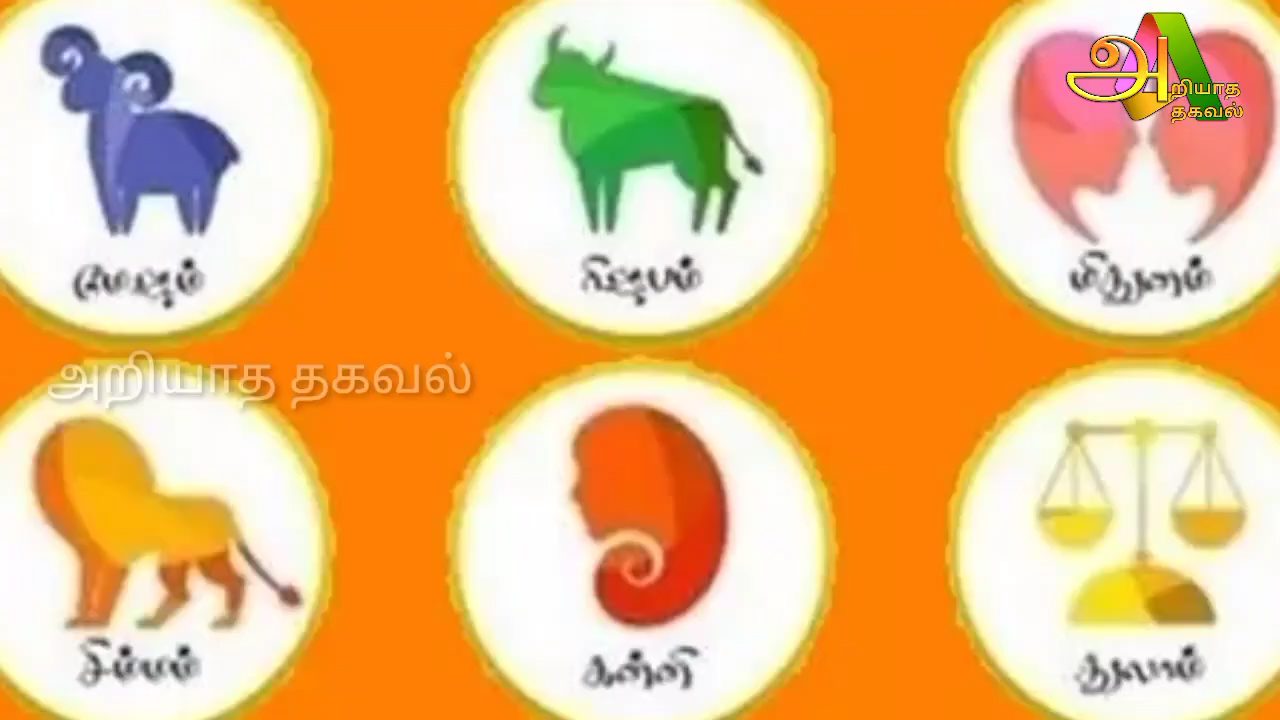 அறியாத
தகவல்
மேஷம்
ரிஷபம்
மிதுனம்
அறியாத தகவல்
சிம்மம்
கன்னி
துலாம்